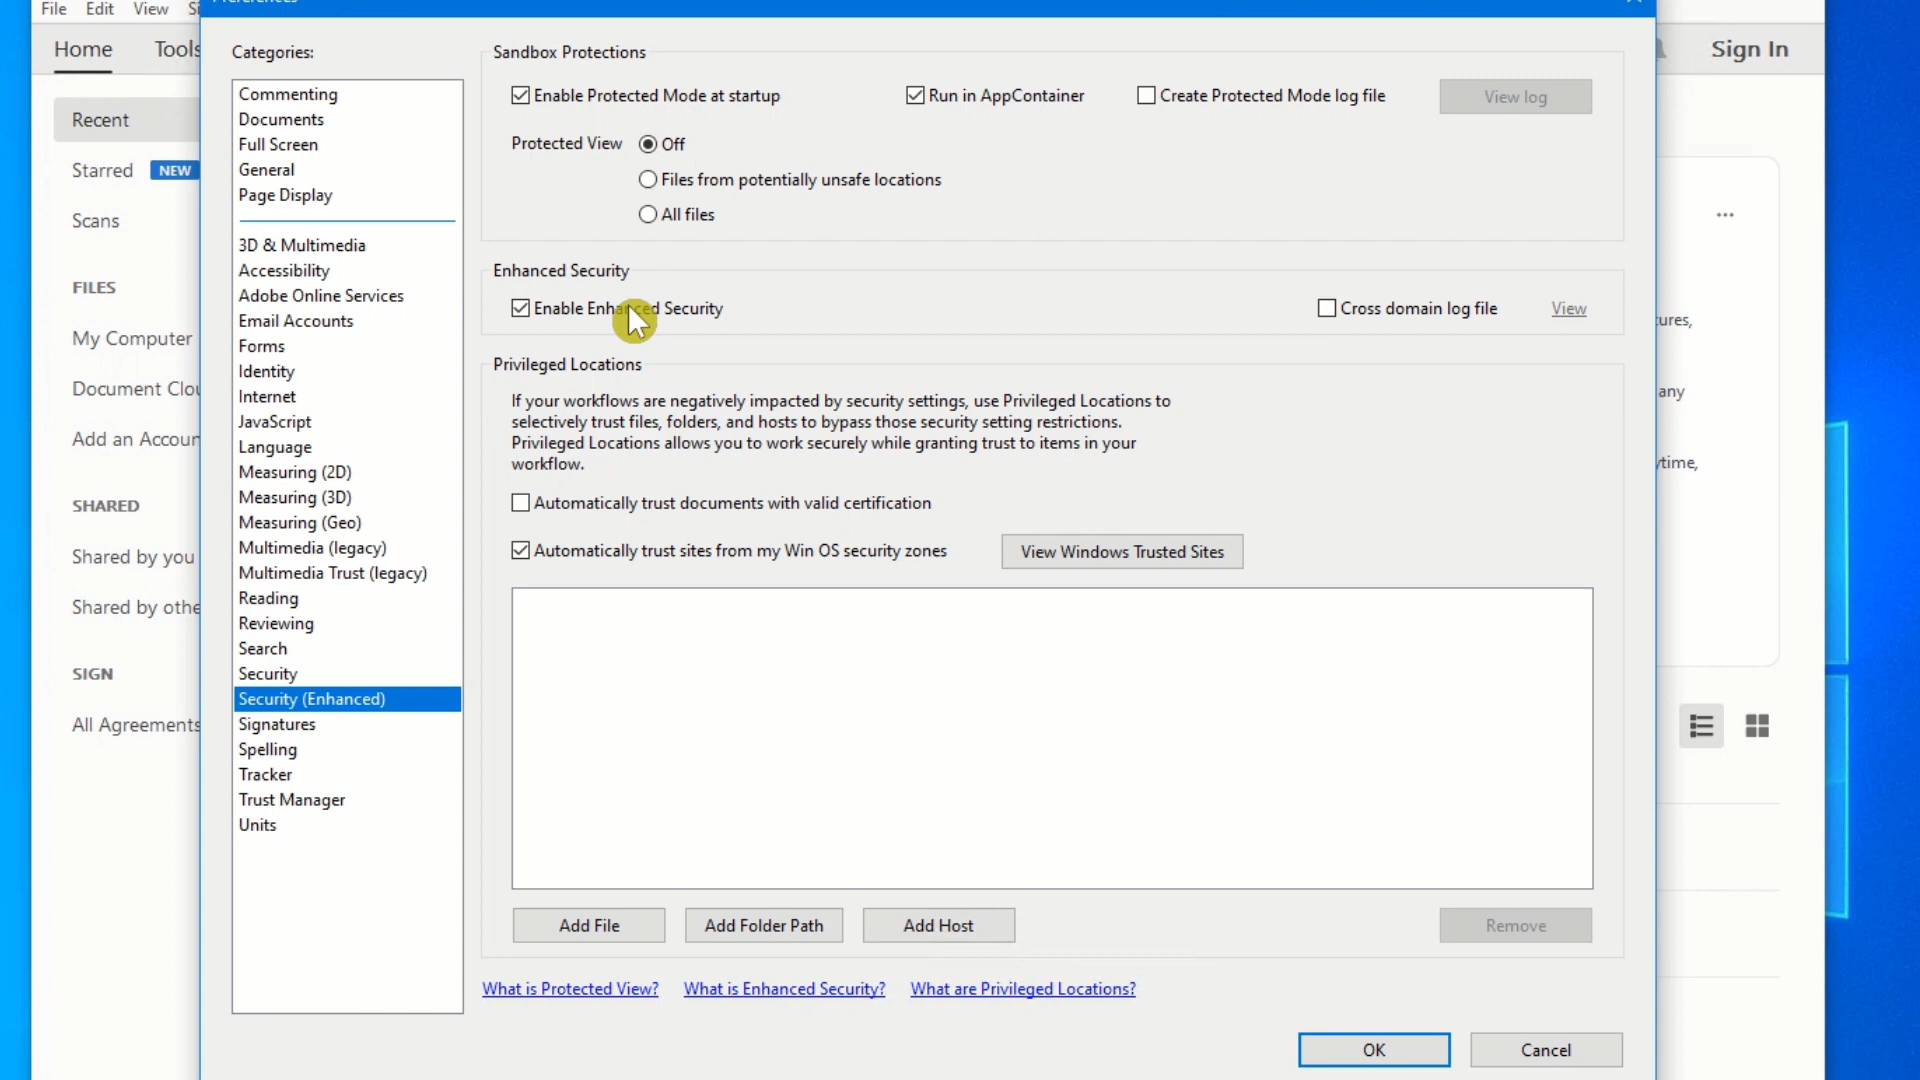 File Edit View
Preferences
Home Tools
Sign In
Recent
Starred NEW
Scans
FILES
My Computer
Document Clou
Add an Accoun
SHARED
Shared by you
Shared by othe
SIGN
All Agreements
Categories:
Commenting
Documents
Full Screen
General
Page Display
3D & Multimedia
Accessibility
Adobe Online Services
Email Accounts
Forms
Identity
Internet
JavaScript
Language
Measuring (2D)
Measuring (3D)
Measuring (Geo)
Multimedia (legacy)
Multimedia Trust (legacy)
Reading
Reviewing
Search
Security
Security (Enhanced)
Signatures
Spelling
Tracker
Trust Manager
Units
Sandbox Protections
Enable Protected Mode at startup Run in AppContainer Create Protected Mode log file View log
Protected View Off
Files from potentially unsafe locations
All files
Enhanced Security
Enable Enhanced Security Cross domain log file View
Privileged Locations
If your workflows are negatively impacted by security settings, use Privileged Locations to
selectively trust files, folders, and hosts to bypass those security setting restrictions.
Privileged Locations allows you to work securely while granting trust to items in your
workflow.
Automatically trust documents with valid certification
Automatically trust sites from my Win OS security zones View Windows Trusted Sites
Add File Add Folder Path Add Host Remove
What is Protected View? What is Enhanced Security? What are Privileged Locations?
OK Cancel
tures,
any
ytime,